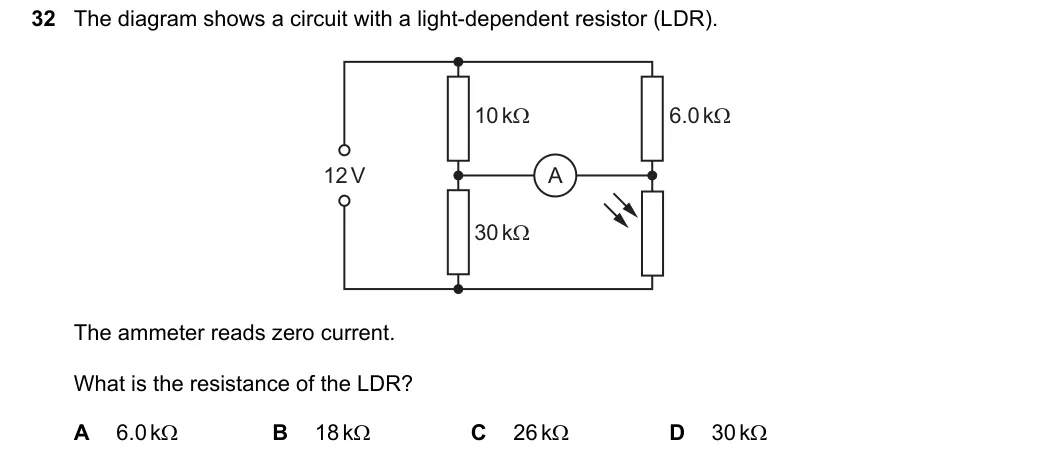 32 The diagram shows a circuit with a light-dependent resistor (LDR).
10 kΩ
6.0 kΩ
12 V
A
30 kΩ
The ammeter reads zero current.
What is the resistance of the LDR?
A 6.0 kΩ B 18 kΩ C 26 kΩ D 30 kΩ